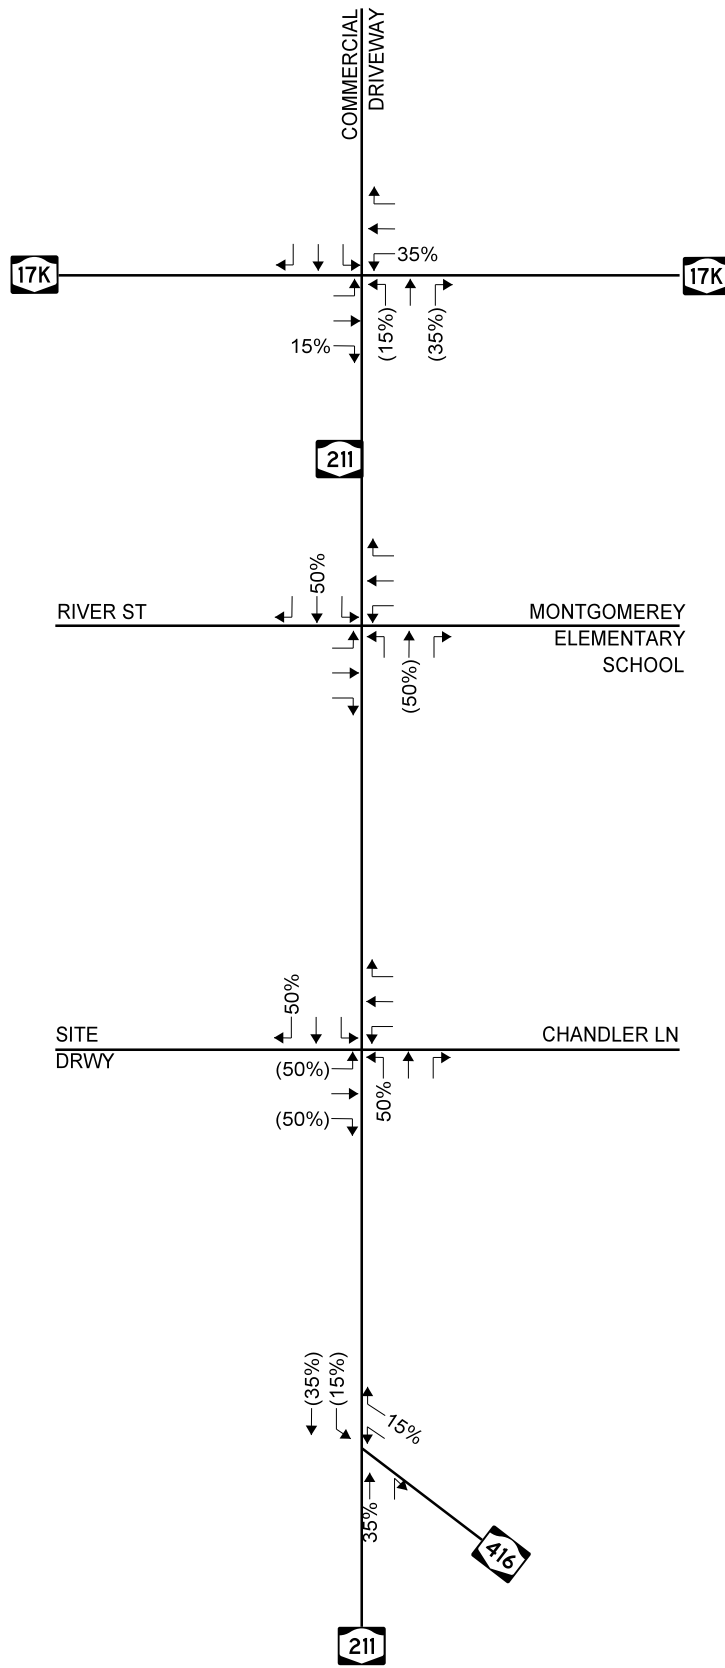 COMMERCIAL
DRIVEWAY
35%
17K
17K
(15%)
(35%)
15%
211
50%
RIVER ST
MONTGOMEREY
ELEMENTARY
SCHOOL
(50%)
50%
SITE
DRWY
CHANDLER LN
(50%)
50%
(50%)
(35%)
(15%)
15%
35%
416
211